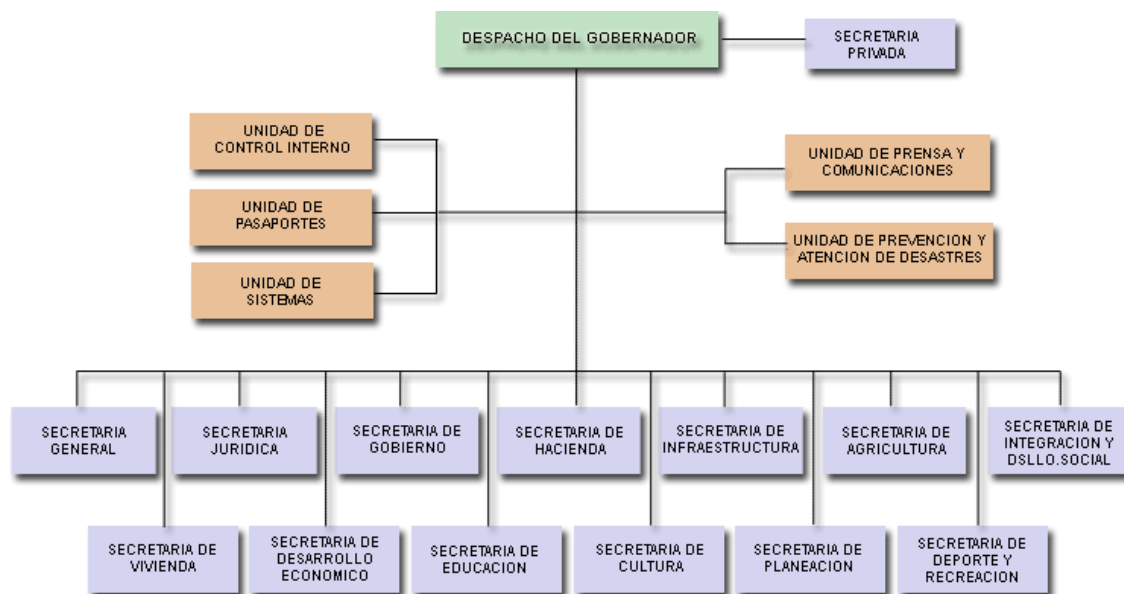 DESPACHO DEL GOBERNADOR
SECRETARIA
PRIVADA
UNIDAD DE
CONTROL INTERNO
UNIDAD DE PRENSA Y
COMUNICACIONES
UNIDAD DE
PASAPORTES
UNIDAD DE PREVENCION Y
ATENCION DE DESASTRES
UNIDAD DE
SISTEMAS
SECRETARIA
GENERAL
SECRETARIA
JURIDICA
SECRETARIA DE
GOBIERNO
SECRETARIA DE
HACIENDA
SECRETARIA DE
INFRAESTRUCTURA
SECRETARIA DE
AGRICULTURA
SECRETARIA DE
INTEGRACION Y
DSLLO.SOCIAL
SECRETARIA DE
VIVIENDA
SECRETARIA DE
DESARROLLO
ECONOMICO
SECRETARIA DE
EDUCACION
SECRETARIA DE
CULTURA
SECRETARIA DE
PLANEACION
SECRETARIA DE
DEPORTE Y
RECREACION